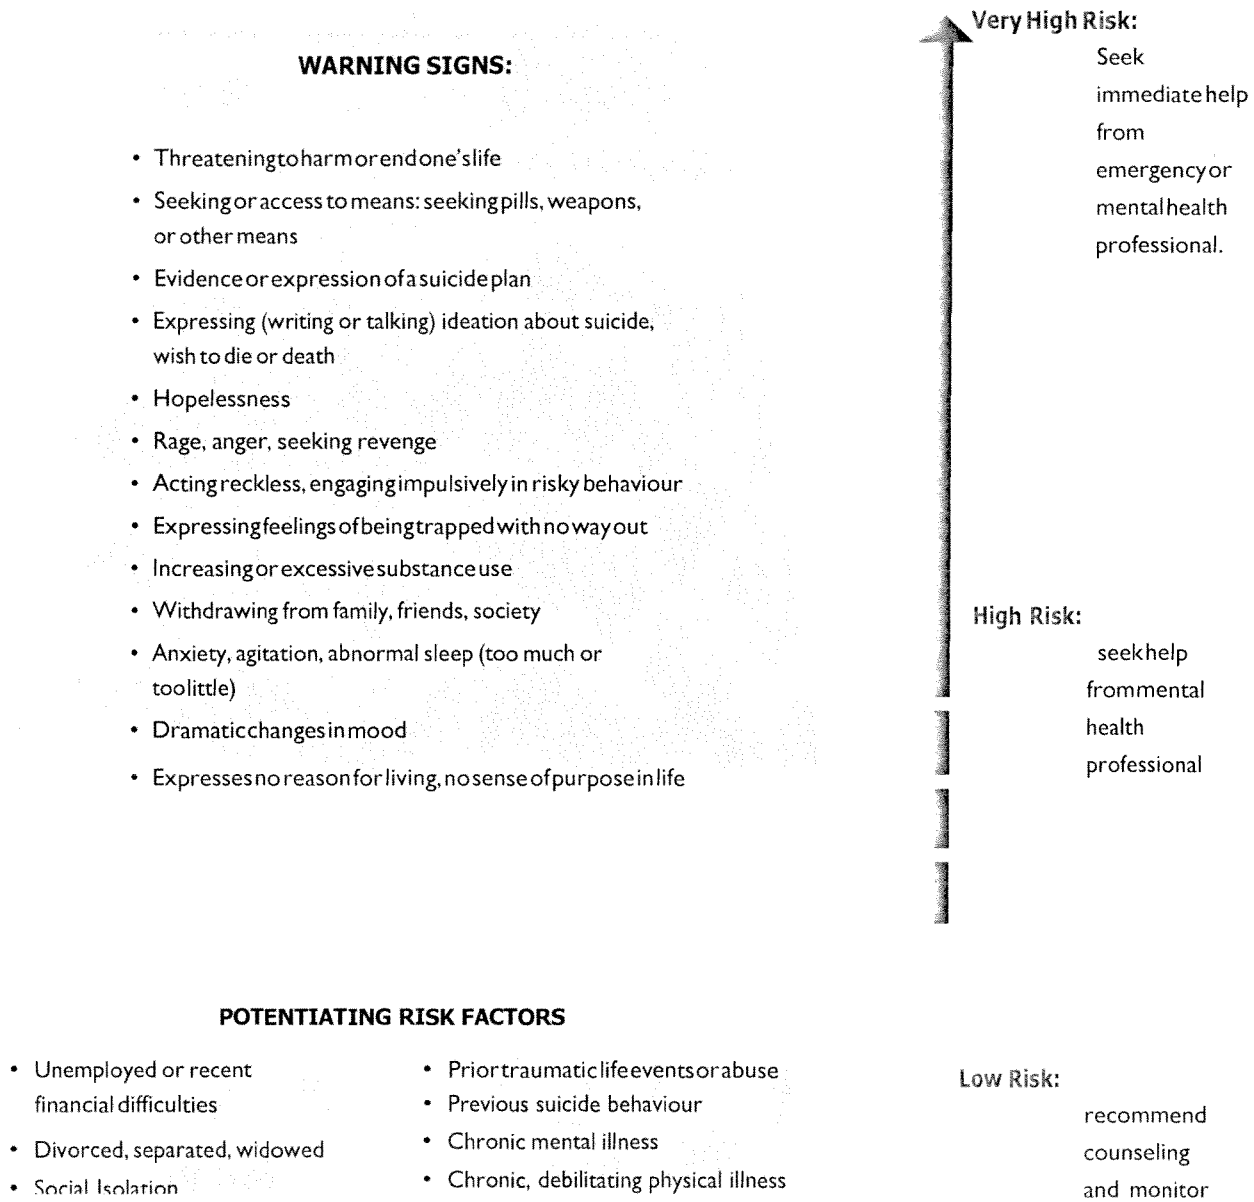 WARNING SIGNS:
• Threatening to harm or end one's life
• Seeking or access to means: seeking pills, weapons,
or other means
• Evidence or expression of a suicide plan
• Expressing (writing or talking) ideation about suicide,
wish to die or death
• Hopelessness
• Rage, anger, seeking revenge
• Acting reckless, engaging impulsively in risky behaviour
• Expressing feelings of being trapped with no way out
• Increasing or excessive substance use
• Withdrawing from family, friends, society
• Anxiety, agitation, abnormal sleep (too much or
too little)
• Dramatic changes in mood
• Expresses no reason for living, no sense of purpose in life
Very High Risk:
Seek
immediate help
from
emergency or
mental health
professional.
High Risk:
seek help
from mental
health
professional
POTENTIATING RISK FACTORS
• Unemployed or recent
financial difficulties
• Divorced, separated, widowed
• Social Isolation
• Prior traumatic life events or abuse
• Previous suicide behaviour
• Chronic mental illness
• Chronic, debilitating physical illness
Low Risk:
recommend
counseling
and monitor